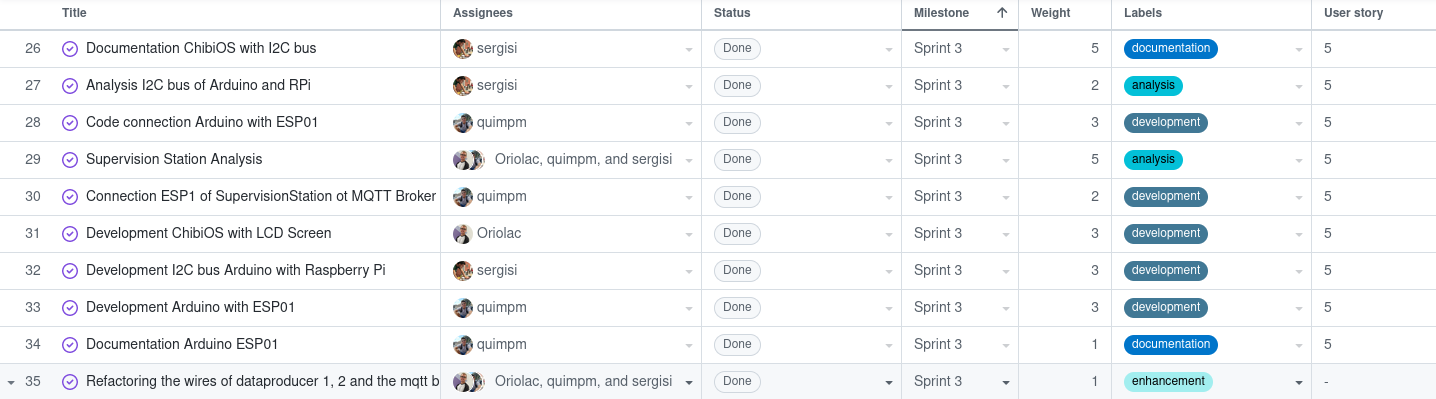 Title Assignees Status Milestone Weight Labels User story
26 Documentation ChibiOS with I2C bus sergisi Done Sprint 3 5 documentation 5
27 Analysis I2C bus of Arduino and RPi sergisi Done Sprint 3 2 analysis 5
28 Code connection Arduino with ESP01 quimpm Done Sprint 3 3 development 5
29 Supervision Station Analysis Oriolac, quimpm, and sergisi Done Sprint 3 5 analysis 5
30 Connection ESP1 of SupervisionStation ot MQTT Broker quimpm Done Sprint 3 2 development 5
31 Development ChibiOS with LCD Screen Oriolac Done Sprint 3 3 development 5
32 Development I2C bus Arduino with Raspberry Pi sergisi Done Sprint 3 3 development 5
33 Development Arduino with ESP01 quimpm Done Sprint 3 3 development 5
34 Documentation Arduino ESP01 quimpm Done Sprint 3 1 documentation 5
35 Refactoring the wires of dataproducer 1, 2 and the mqtt b Oriolac, quimpm, and sergisi Done Sprint 3 1 enhancement -